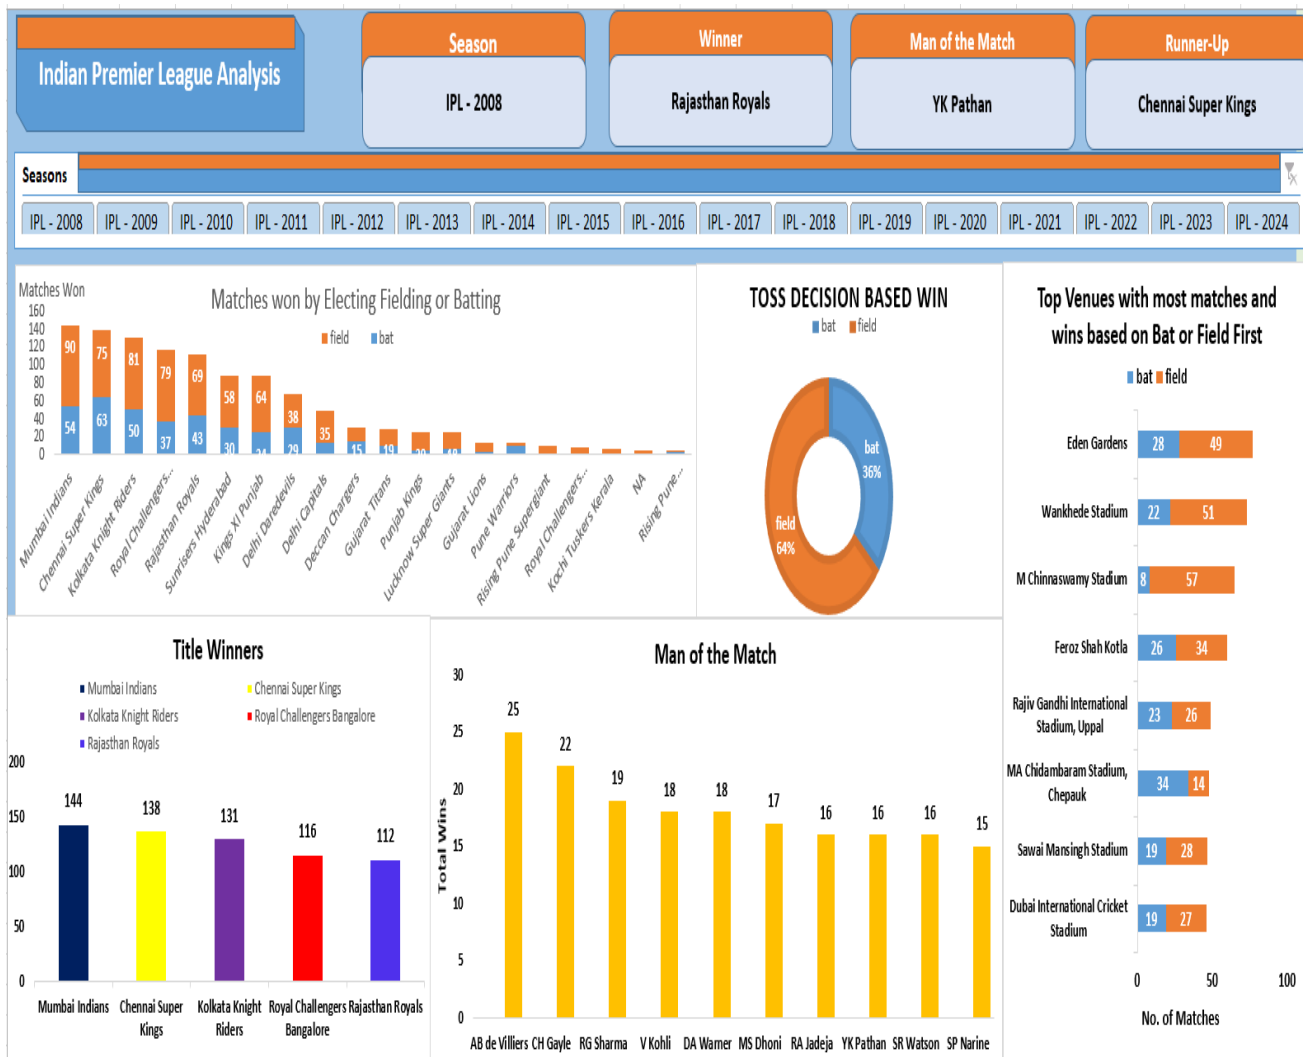 Indian Premier League Analysis
Season
IPL - 2008
Winner
Rajasthan Royals
Man of the Match
YK Pathan
Runner-Up
Chennai Super Kings
Seasons
IPL - 2008 IPL - 2009 IPL - 2010 IPL - 2011 IPL - 2012 IPL - 2013 IPL - 2014 IPL - 2015 IPL - 2016 IPL - 2017 IPL - 2018 IPL - 2019 IPL - 2020 IPL - 2021 IPL - 2022 IPL - 2023 IPL - 2024
Matches Won
Matches won by Electing Fielding or Batting
field bat
160
140
120
100
80
60
40
20
0
90 75 81 79 69 58 64 38 35
54 63 50 37 43 30 24 29 15 19
Mumbai Indians
Chennai Super Kings
Kolkata Knight Riders
Royal Challengers...
Rajasthan Royals
Sunrisers Hyderabad
Kings XI Punjab
Delhi Daredevils
Delhi Capitals
Deccan Chargers
Gujarat Titans
Punjab Kings
Lucknow Super Giants
Gujarat Lions
Pune Warriors
Rising Pune Supergiant
Royal Challengers...
Kochi Tuskers Kerala
NA
Rising Pune...
TOSS DECISION BASED WIN
bat field
bat
36%
field
64%
Top Venues with most matches and
wins based on Bat or Field First
bat field
Eden Gardens 28 49
Wankhede Stadium 22 51
M Chinnaswamy Stadium 8 57
Feroz Shah Kotla 26 34
Rajiv Gandhi International
Stadium, Uppal 23 26
MA Chidambaram Stadium,
Chepauk 34 14
Sawai Mansingh Stadium 19 28
Dubai International Cricket
Stadium 19 27
0 50 100
No. of Matches
Title Winners
Mumbai Indians Chennai Super Kings
Kolkata Knight Riders Royal Challengers Bangalore
Rajasthan Royals
200
150
100
50
0
144 138 131 116 112
Mumbai Indians Chennai Super Kolkata Knight Royal Challengers Rajasthan Royals
Kings Riders Bangalore
Man of the Match
Total Wins
30
25
20
15
10
5
0
25 22 19 18 18 17 16 16 16 15
AB de Villiers CH Gayle RG Sharma V Kohli DA Warner MS Dhoni RA Jadeja YK Pathan SR Watson SP Narine